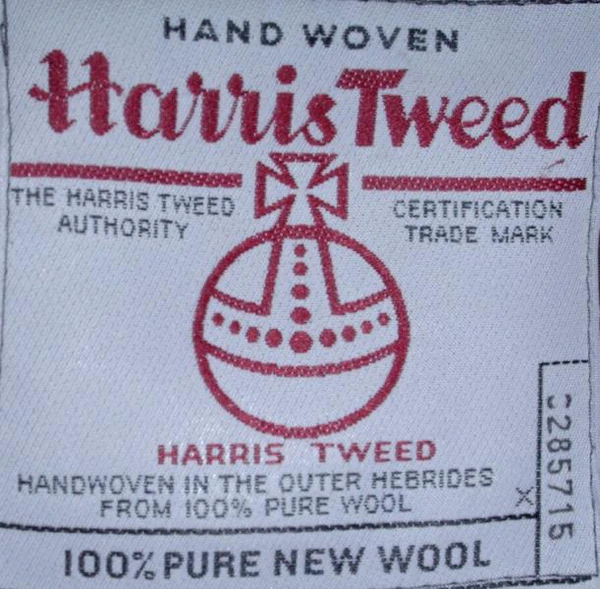 HAND WOVEN
Harris Tweed
THE HARRIS TWEED
AUTHORITY
CERTIFICATION
TRADE MARK
HARRIS TWEED
HANDWOVEN IN THE OUTER HEBRIDES
FROM 100% PURE WOOL
X
100% PURE NEW WOOL